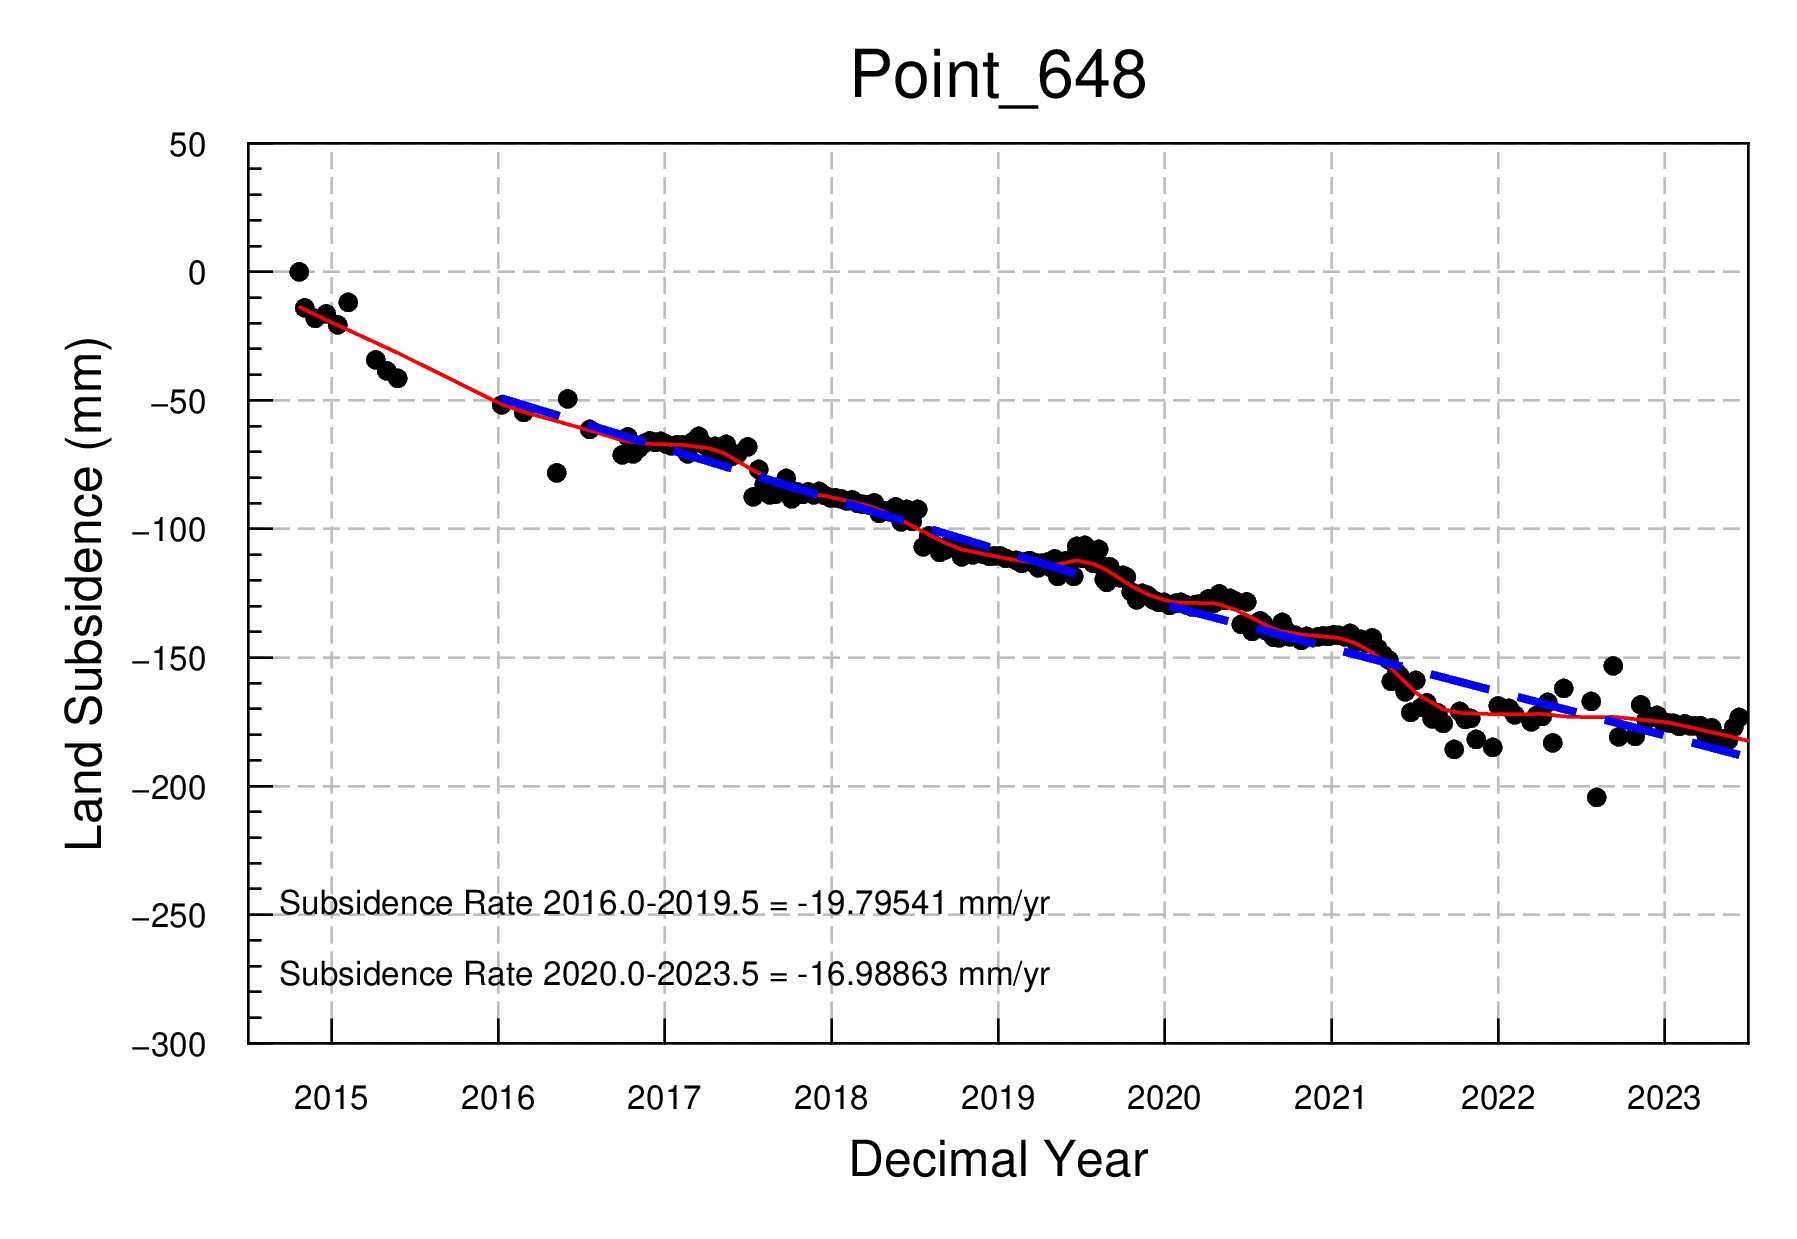 Point_648
50
0
−50
−100
−150
−200
−250
−300
Land Subsidence (mm)
Subsidence Rate 2016.0-2019.5 = -19.79541 mm/yr
Subsidence Rate 2020.0-2023.5 = -16.98863 mm/yr
2015 2016 2017 2018 2019 2020 2021 2022 2023
Decimal Year